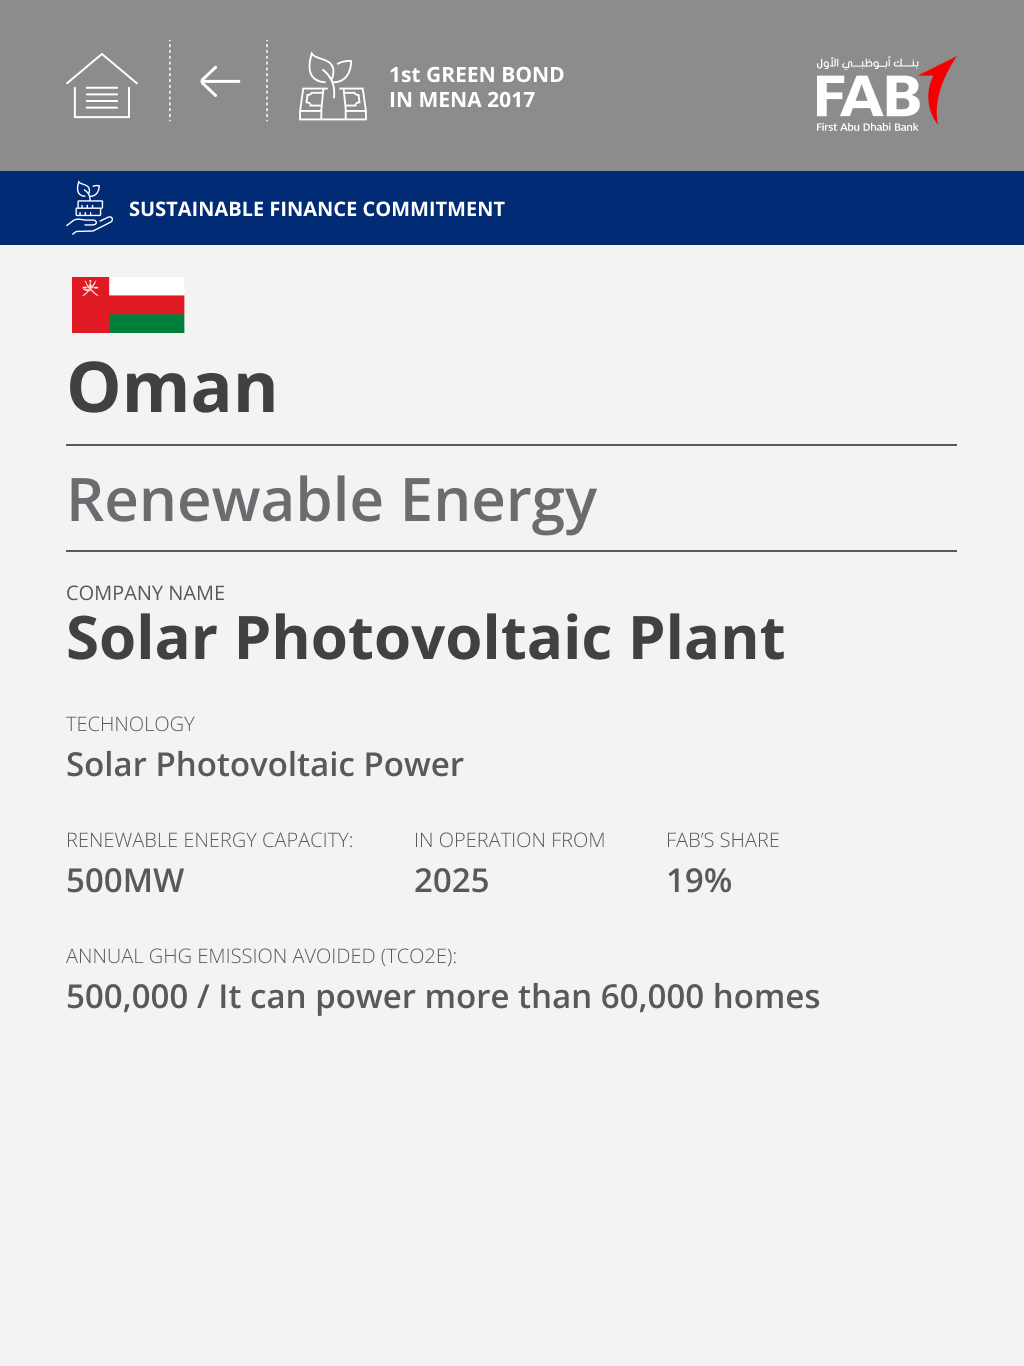 1st GREEN BOND
IN MENA 2017
بنــك أبـوظبــي الأول
FAB
First Abu Dhabi Bank
SUSTAINABLE FINANCE COMMITMENT
Oman
Renewable Energy
COMPANY NAME
Solar Photovoltaic Plant
TECHNOLOGY
Solar Photovoltaic Power
RENEWABLE ENERGY CAPACITY: IN OPERATION FROM FAB’S SHARE
500MW 2025 19%
ANNUAL GHG EMISSION AVOIDED (TCO2E):
500,000 / It can power more than 60,000 homes